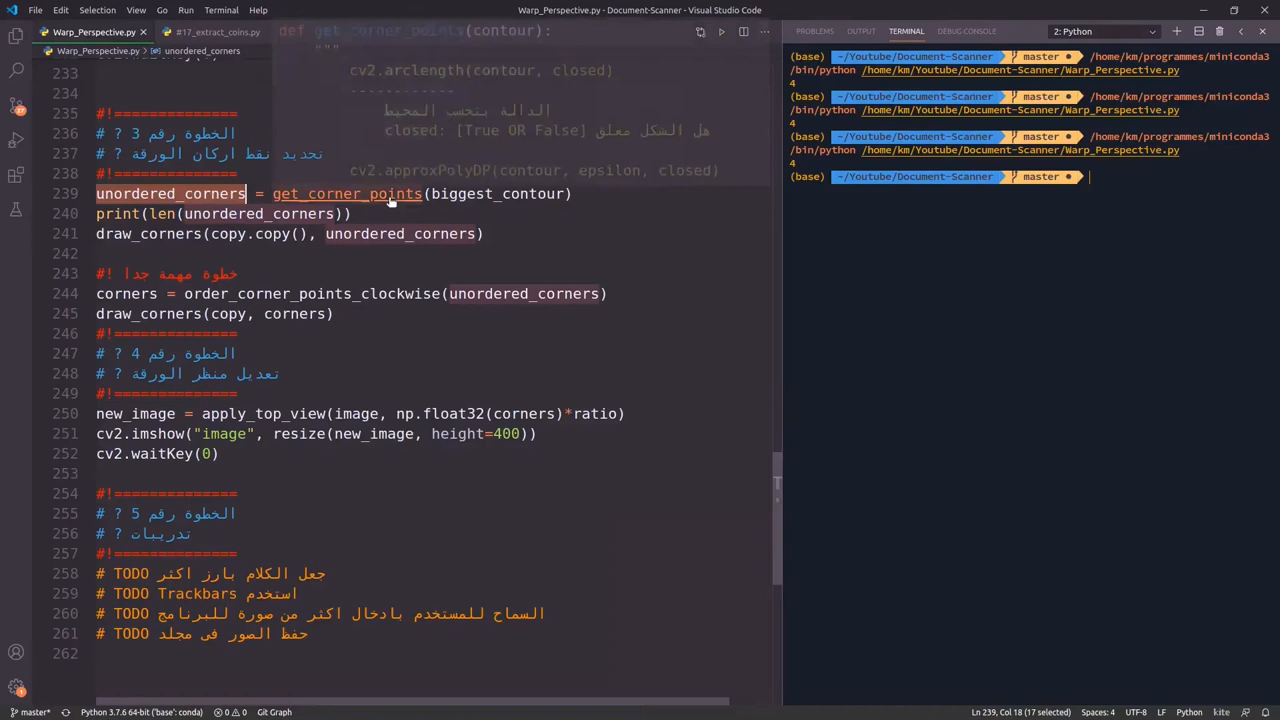 File Edit Selection View Go Run Terminal Help
Warp_Perspective.py - Document-Scanner - Visual Studio Code
Warp_Perspective.py #17_extract_coins.py
Warp_Perspective.py > unordered_corners
def get_corner_points(contour):
"""
cv2.arclength(contour, closed)
------------
الدالة بتحسب المحيط
هل الشكل مغلق closed: [True OR False]
cv2.approxPolyDP(contour, epsilon, closed)
233
234
235 #!==============
236 # ? الخطوة رقم 3
237 # ? تحديد نقط اركان الورقة
238 #!==============
239 unordered_corners = get_corner_points(biggest_contour)
240 print(len(unordered_corners))
241 draw_corners(copy.copy(), unordered_corners)
242
243 #! خطوة مهمة جدا
244 corners = order_corner_points_clockwise(unordered_corners)
245 draw_corners(copy, corners)
246 #!==============
247 # ? الخطوة رقم 4
248 # ? تعديل منظر الورقة
249 #!==============
250 new_image = apply_top_view(image, np.float32(corners)*ratio)
251 cv2.imshow("image", resize(new_image, height=400))
252 cv2.waitKey(0)
253
254 #!==============
255 # ? الخطوة رقم 5
256 # ? تدريبات
257 #!==============
258 # TODO جعل الكلام بارز اكثر
259 # TODO Trackbars استخدم
260 # TODO السماح للمستخدم بادخال اكثر من صورة للبرنامج
261 # TODO حفظ الصور فى مجلد
262
PROBLEMS OUTPUT TERMINAL DEBUG CONSOLE
2: Python
(base) ~/Youtube/Document-Scanner master ● /home/km/programmes/miniconda3
/bin/python /home/km/Youtube/Document-Scanner/Warp_Perspective.py
4
(base) ~/Youtube/Document-Scanner master ● /home/km/programmes/miniconda3
/bin/python /home/km/Youtube/Document-Scanner/Warp_Perspective.py
4
(base) ~/Youtube/Document-Scanner master ● /home/km/programmes/miniconda3
/bin/python /home/km/Youtube/Document-Scanner/Warp_Perspective.py
4
(base) ~/Youtube/Document-Scanner master ●
27
1
master* Python 3.7.6 64-bit ('base': conda) 0 0 Git Graph
Ln 239, Col 18 (17 selected) Spaces: 4 UTF-8 LF Python kite